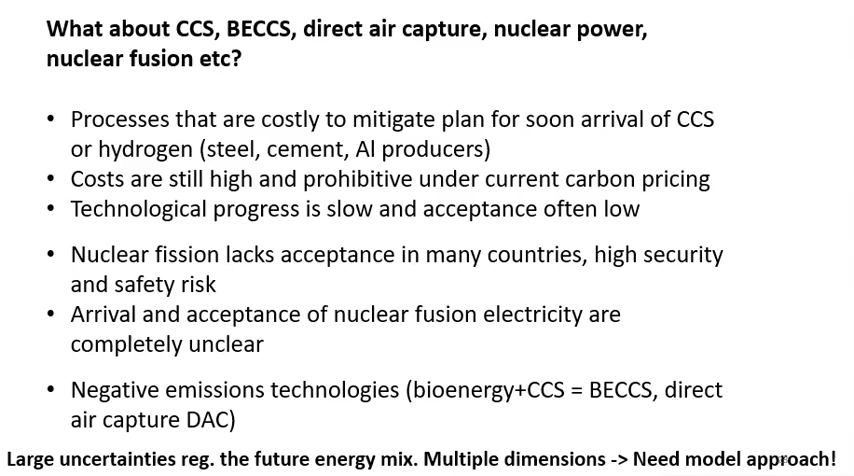 What about CCS, BECCS, direct air capture, nuclear power,
nuclear fusion etc?
• Processes that are costly to mitigate plan for soon arrival of CCS
or hydrogen (steel, cement, Al producers)
• Costs are still high and prohibitive under current carbon pricing
• Technological progress is slow and acceptance often low
• Nuclear fission lacks acceptance in many countries, high security
and safety risk
• Arrival and acceptance of nuclear fusion electricity are
completely unclear
• Negative emissions technologies (bioenergy+CCS = BECCS, direct
air capture DAC)
Large uncertainties reg. the future energy mix. Multiple dimensions -> Need model approach!